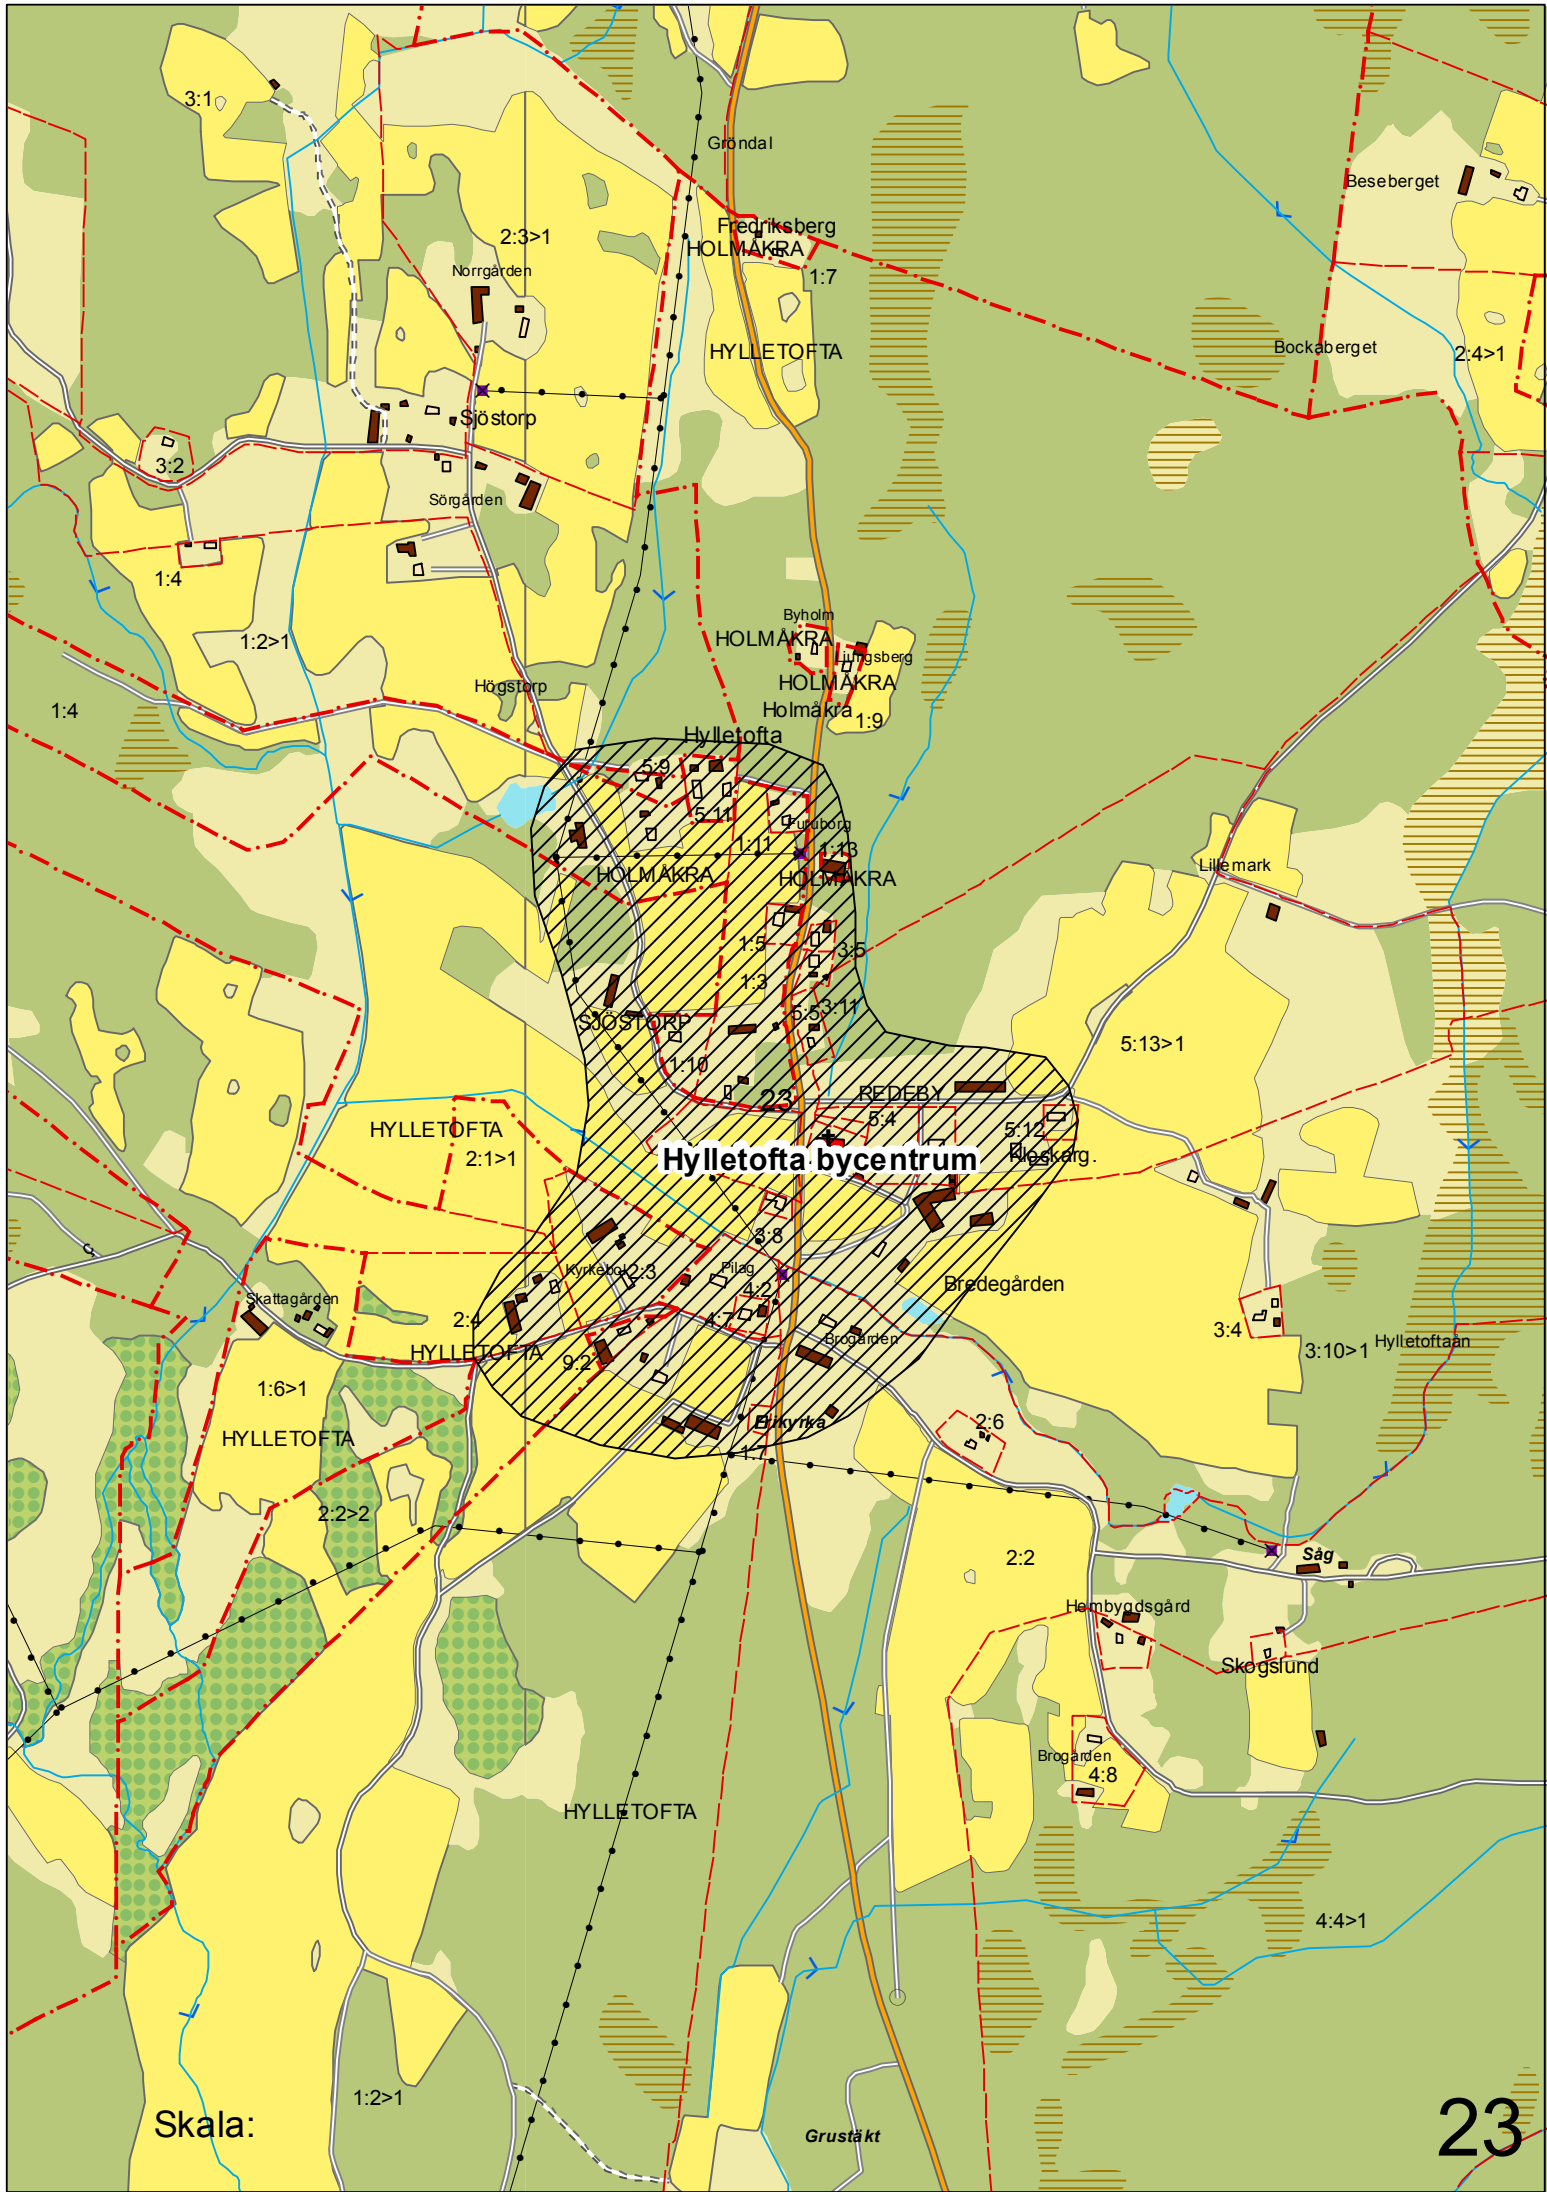 3:1
Gröndal
Beseberget
Fredriksberg
2:3>1
HOLMÅKRA
Norrgården
1:7
HYLLETOFTA
Bockaberget
2:4>1
Sjöstorp
3:2
Sörgården
1:4
Byholm
HOLMÅKRA
1:2>1
Ljungsberg
HOLMÅKRA
Högstorp
1:4
Holmåkra
1:9
Hylletofta
5:9
5:11
Furuborg
1:11
1:13
HOLMÅKRA
HOLMÅKRA
Lillemark
1:5
3:5
1:3
3:11
5:5
SJÖSTORP
5:13>1
1:10
REDEBY
23
5:4
HYLLETOFTA
5:12
2:1>1
Hylletofta bycentrum
Klockarg.
3:8
Kyrkebol
2:3
Pilag
4:2
Bredegården
Skattagården
2:4
4:7
3:4
Brogården
Hylletoftaån
HYLLETOFTA
9:2
3:10>1
1:6>1
Frikyrka
2:6
HYLLETOFTA
1:7
2:2>2
2:2
Såg
Hembygdsgård
Skogslund
Brogården
4:8
HYLLETOFTA
4:4>1
1:2>1
Skala:
Grustäkt
23